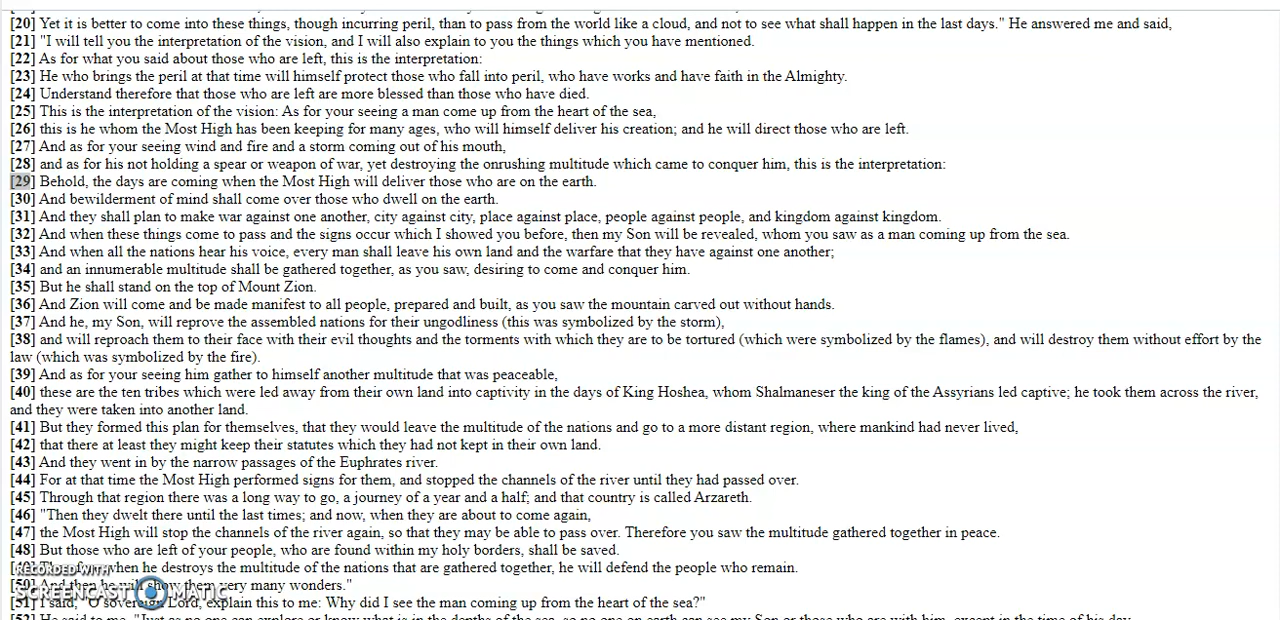 [20] Yet it is better to come into these things, though incurring peril, than to pass from the world like a cloud, and not to see what shall happen in the last days." He answered me and said,
[21] "I will tell you the interpretation of the vision, and I will also explain to you the things which you have mentioned.
[22] As for what you said about those who are left, this is the interpretation:
[23] He who brings the peril at that time will himself protect those who fall into peril, who have works and have faith in the Almighty.
[24] Understand therefore that those who are left are more blessed than those who have died.
[25] This is the interpretation of the vision: As for your seeing a man come up from the heart of the sea,
[26] this is he whom the Most High has been keeping for many ages, who will himself deliver his creation; and he will direct those who are left.
[27] And as for your seeing wind and fire and a storm coming out of his mouth,
[28] and as for his not holding a spear or weapon of war, yet destroying the onrushing multitude which came to conquer him, this is the interpretation:
[29] Behold, the days are coming when the Most High will deliver those who are on the earth.
[30] And bewilderment of mind shall come over those who dwell on the earth.
[31] And they shall plan to make war against one another, city against city, place against place, people against people, and kingdom against kingdom.
[32] And when these things come to pass and the signs occur which I showed you before, then my Son will be revealed, whom you saw as a man coming up from the sea.
[33] And when all the nations hear his voice, every man shall leave his own land and the warfare that they have against one another;
[34] and an innumerable multitude shall be gathered together, as you saw, desiring to come and conquer him.
[35] But he shall stand on the top of Mount Zion.
[36] And Zion will come and be made manifest to all people, prepared and built, as you saw the mountain carved out without hands.
[37] And he, my Son, will reprove the assembled nations for their ungodliness (this was symbolized by the storm),
[38] and will reproach them to their face with their evil thoughts and the torments with which they are to be tortured (which were symbolized by the flames), and will destroy them without effort by the
law (which was symbolized by the fire).
[39] And as for your seeing him gather to himself another multitude that was peaceable,
[40] these are the ten tribes which were led away from their own land into captivity in the days of King Hoshea, whom Shalmaneser the king of the Assyrians led captive; he took them across the river,
and they were taken into another land.
[41] But they formed this plan for themselves, that they would leave the multitude of the nations and go to a more distant region, where mankind had never lived,
[42] that there at least they might keep their statutes which they had not kept in their own land.
[43] And they went in by the narrow passages of the Euphrates river.
[44] For at that time the Most High performed signs for them, and stopped the channels of the river until they had passed over.
[45] Through that region there was a long way to go, a journey of a year and a half; and that country is called Arzareth.
[46] "Then they dwelt there until the last times; and now, when they are about to come again,
[47] the Most High will stop the channels of the river again, so that they may be able to pass over. Therefore you saw the multitude gathered together in peace.
[48] But those who are left of your people, who are found within my holy borders, shall be saved.
when he destroys the multitude of the nations that are gathered together, he will defend the people who remain.
RECORDED WITH
[50] And then he will show them very many wonders."
SCREENCAST MATIC
[51] I said, "O sovereign Lord, explain this to me: Why did I see the man coming up from the heart of the sea?"